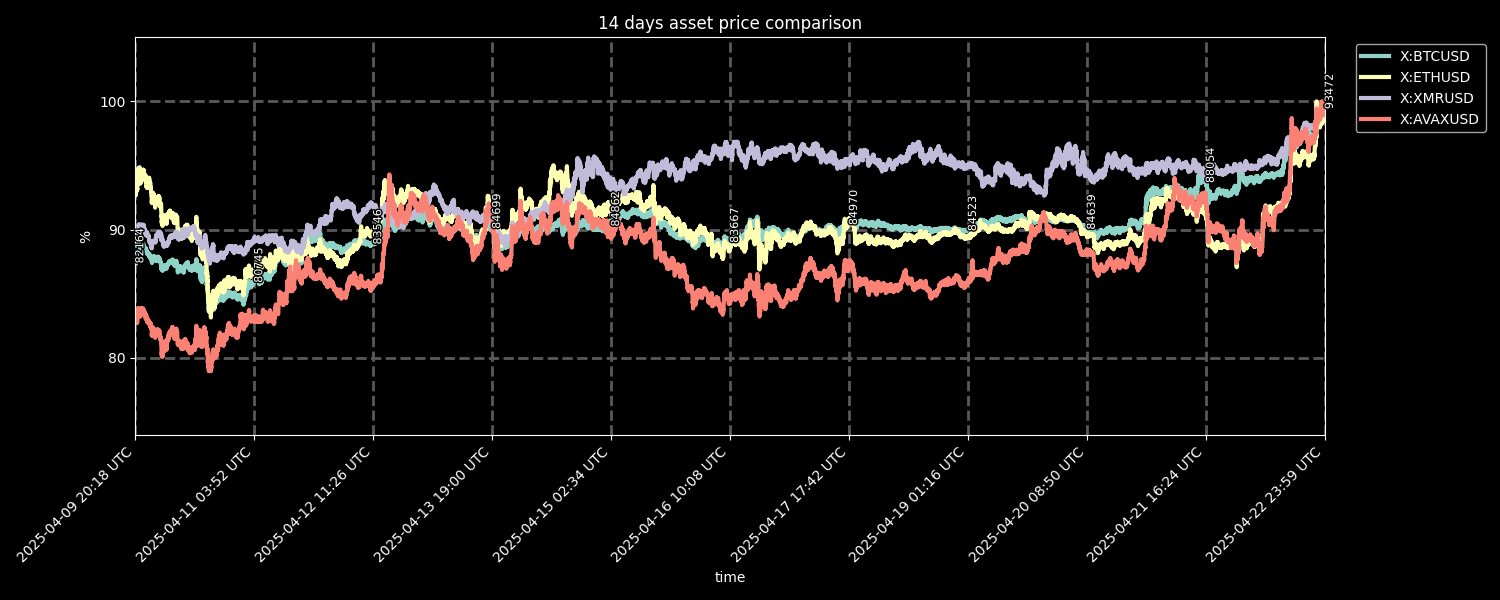 14 days asset price comparison
X:BTCUSD
X:ETHUSD
X:XMRUSD
X:AVAXUSD
100
90
80
%
80745
83546
84699
84862
83667
84970
84523
84639
88054
93472
2025-04-09 20:18 UTC
2025-04-11 03:52 UTC
2025-04-12 11:26 UTC
2025-04-13 19:00 UTC
2025-04-15 02:34 UTC
2025-04-16 10:08 UTC
2025-04-17 17:42 UTC
2025-04-19 01:16 UTC
2025-04-20 08:50 UTC
2025-04-21 16:24 UTC
2025-04-22 23:59 UTC
time